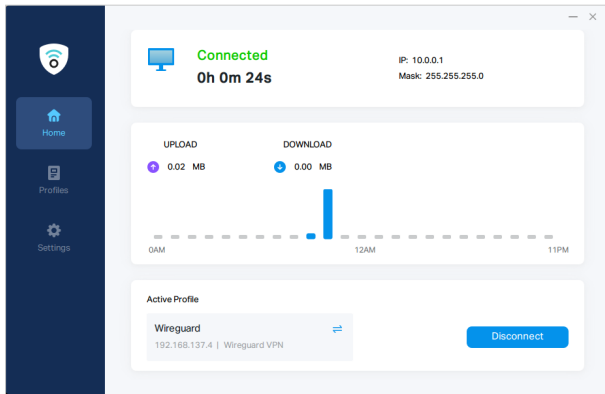 Connected
0h 0m 24s
IP: 10.0.0.1
Mask: 255.255.255.0
Home
Profiles
Settings
UPLOAD DOWNLOAD
0.02 MB 0.00 MB
0AM 12AM 11PM
Active Profile
Wireguard
192.168.137.4 | Wireguard VPN
Disconnect